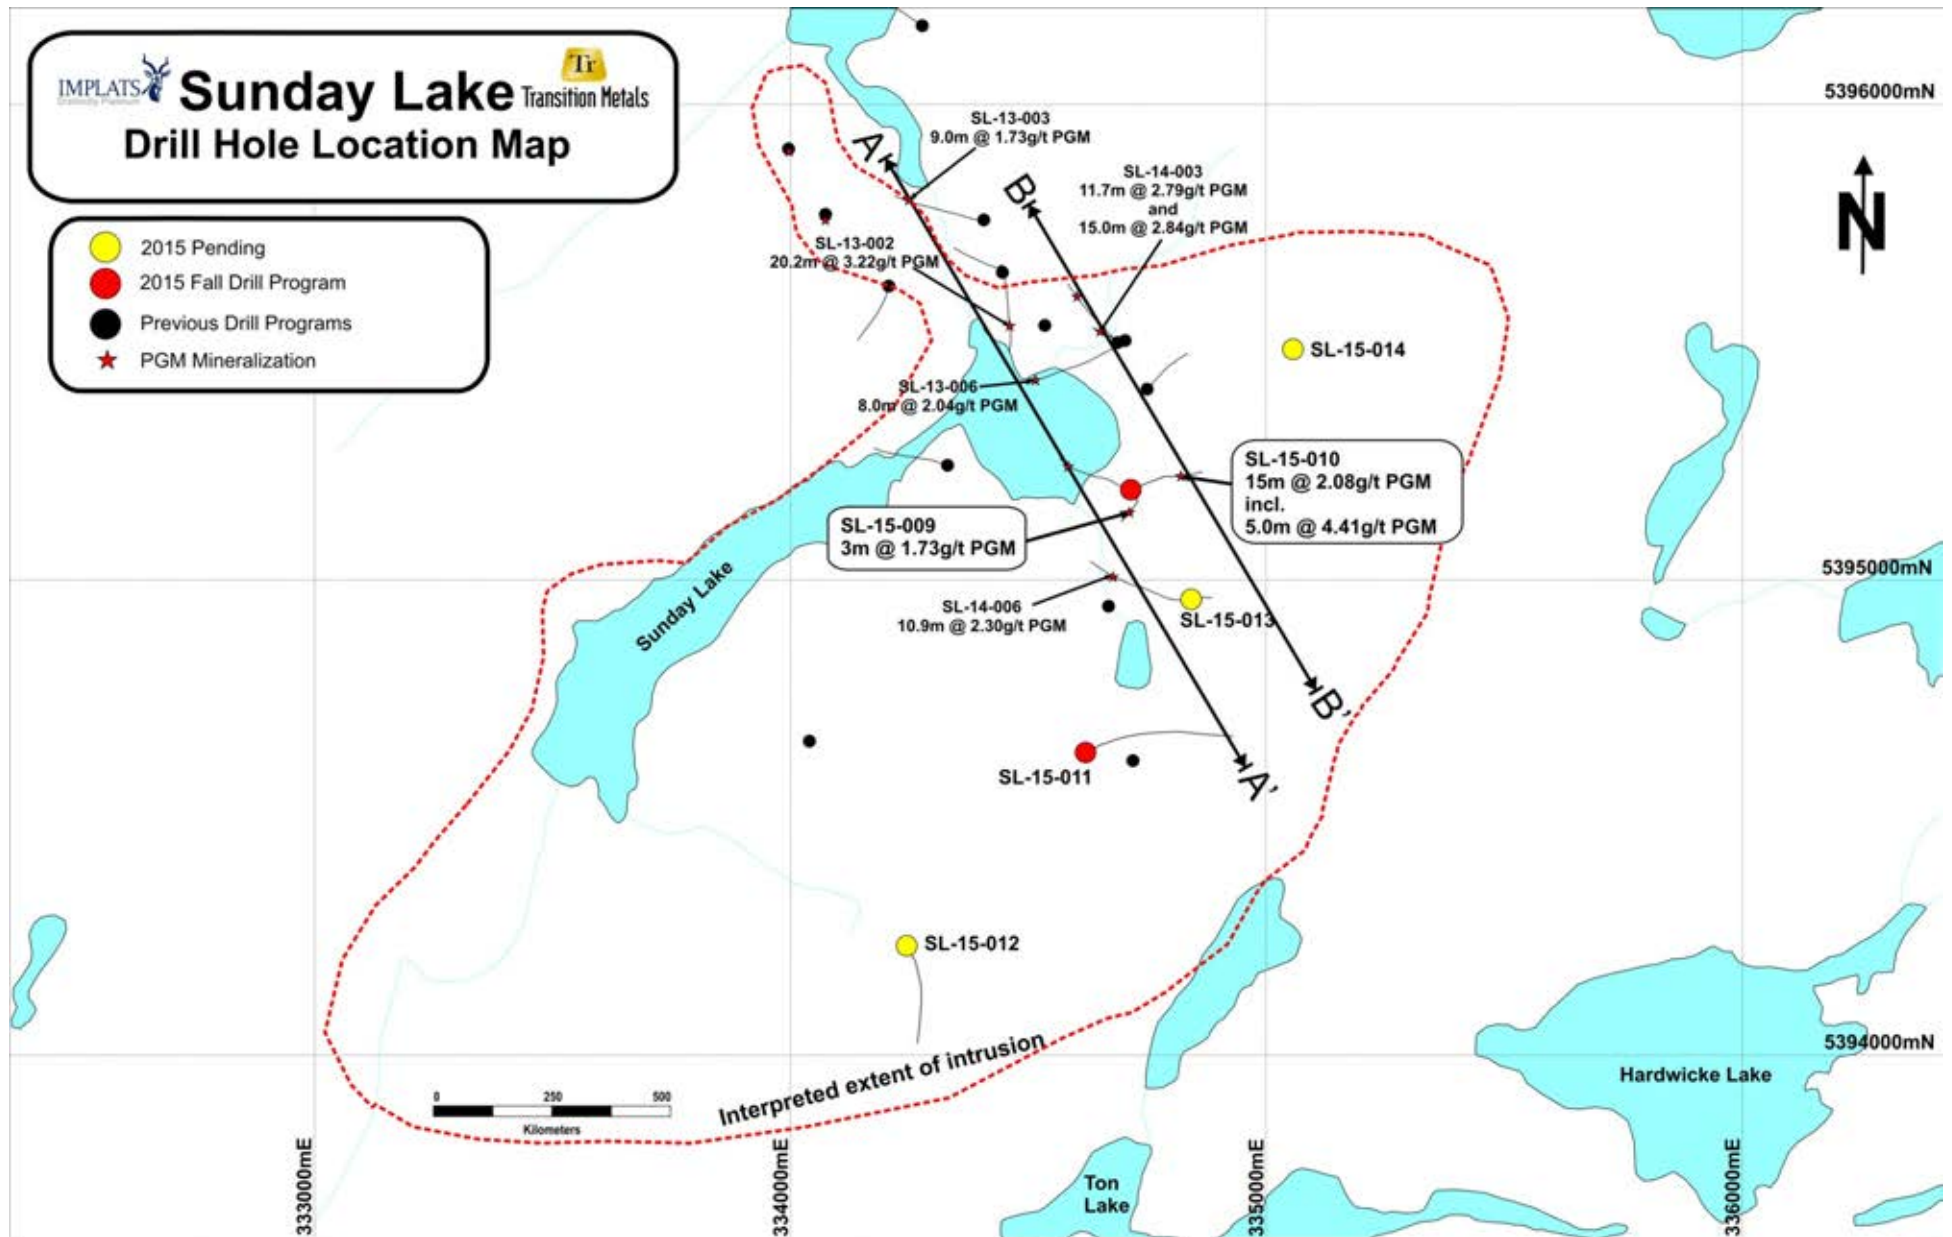 IMPLATS
Distinctly Platinum
Sunday Lake
Tr
Transition Metals
Drill Hole Location Map
2015 Pending
2015 Fall Drill Program
Previous Drill Programs
PGM Mineralization
5396000mN
N
A
SL-13-003
9.0m @ 1.73g/t PGM
B
SL-14-003
11.7m @ 2.79g/t PGM
and
15.0m @ 2.84g/t PGM
SL-13-002
20.2m @ 3.22g/t PGM
SL-15-014
SL-13-006
8.0m @ 2.04g/t PGM
SL-15-010
15m @ 2.08g/t PGM
incl.
5.0m @ 4.41g/t PGM
SL-15-009
3m @ 1.73g/t PGM
5395000mN
Sunday Lake
SL-14-006
10.9m @ 2.30g/t PGM
SL-15-013
B'
SL-15-011
A'
SL-15-012
5394000mN
Interpreted extent of intrusion
Hardwicke Lake
0 250 500
Kilometers
Ton
Lake
333000mE
334000mE
335000mE
336000mE